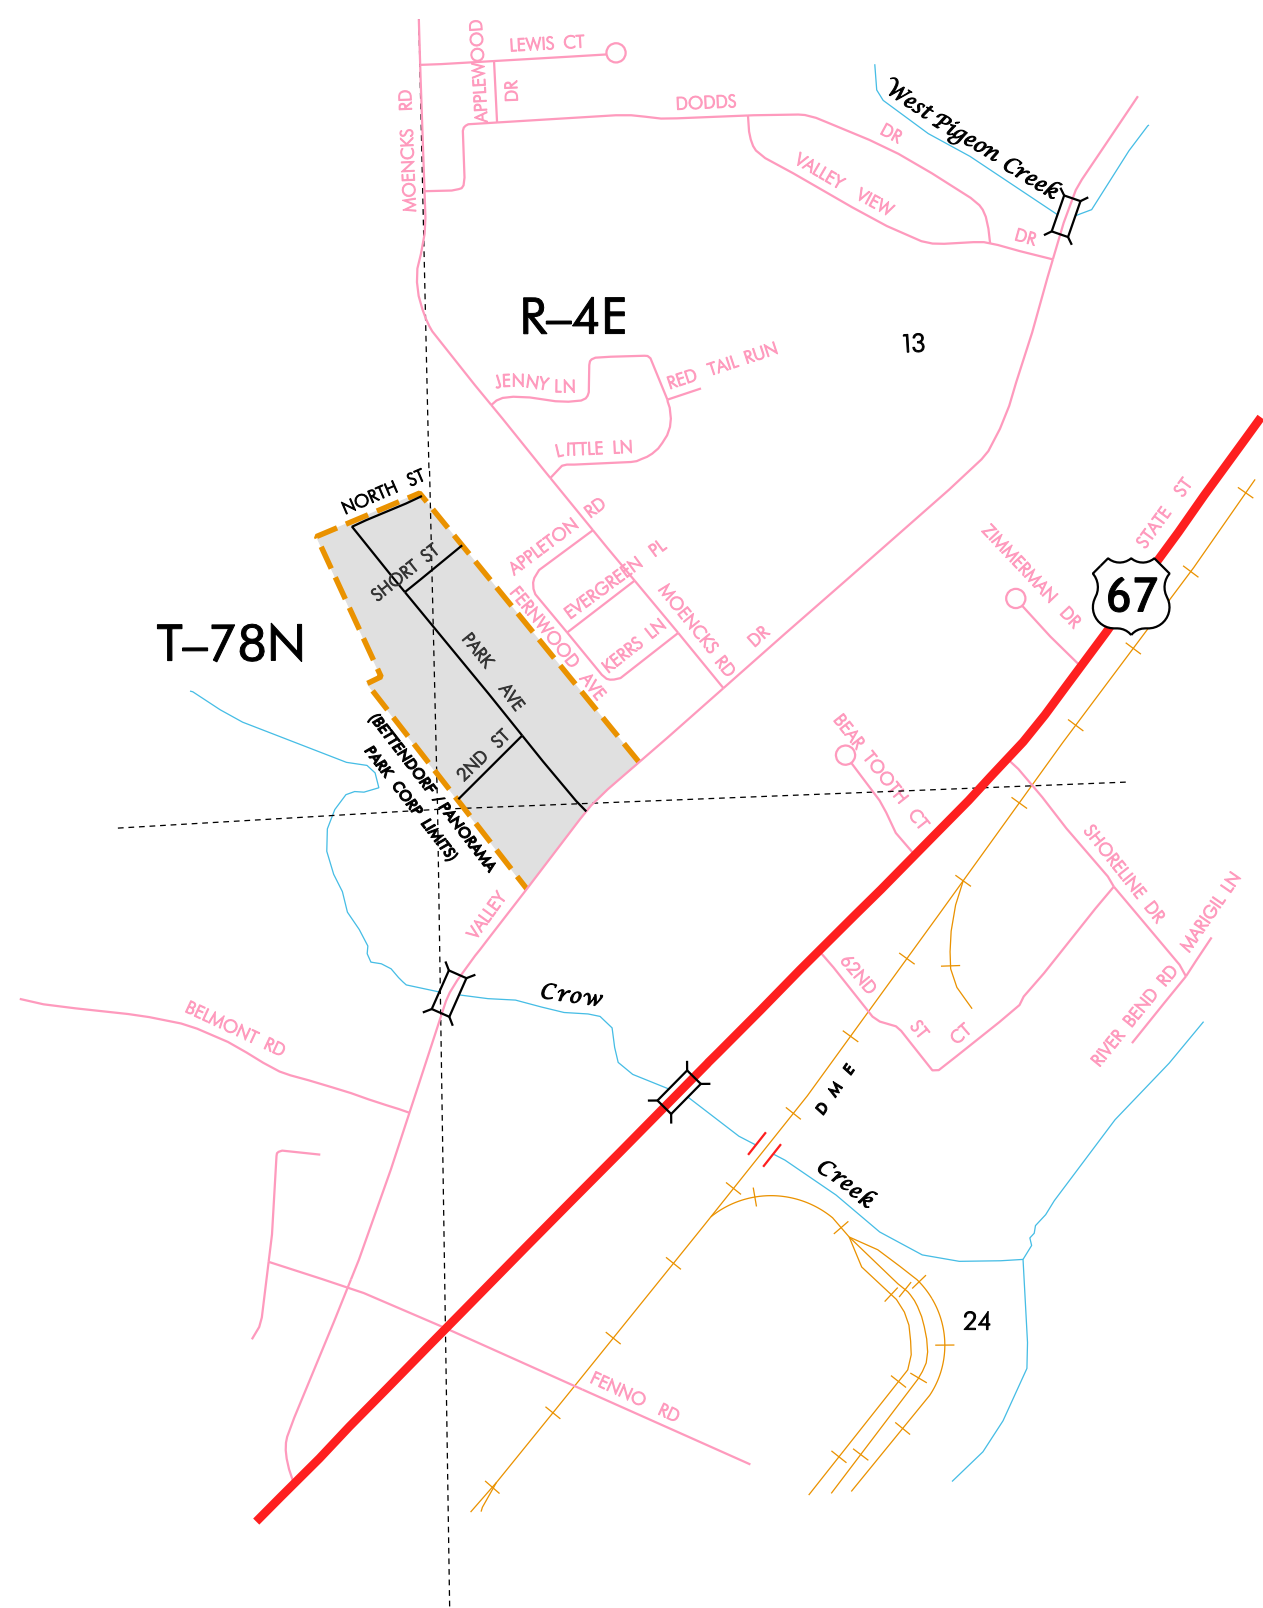 LEWIS CT
APPLEWOOD
DR
MOENCKS RD
DODDS
DR
VALLEY VIEW
DR
West Pigeon Creek
R–4E
13
JENNY LN
RED TAIL RUN
LITTLE LN
NORTH ST
SHORT ST
PARK AVE
2ND ST
APPLETON RD
EVERGREEN PL
FERNWOOD AVE
KERRS LN
MOENCKS RD
DR
STATE ST
ZIMMERMAN DR
67
T–78N
(BETTENDORF / PANORAMA
PARK CORP LIMITS)
BEAR TOOTH CT
SHORELINE DR
MARIGIL LN
RIVER BEND RD
VALLEY
62ND
ST
CT
Crow
BELMONT RD
DME
Creek
24
FENNO RD